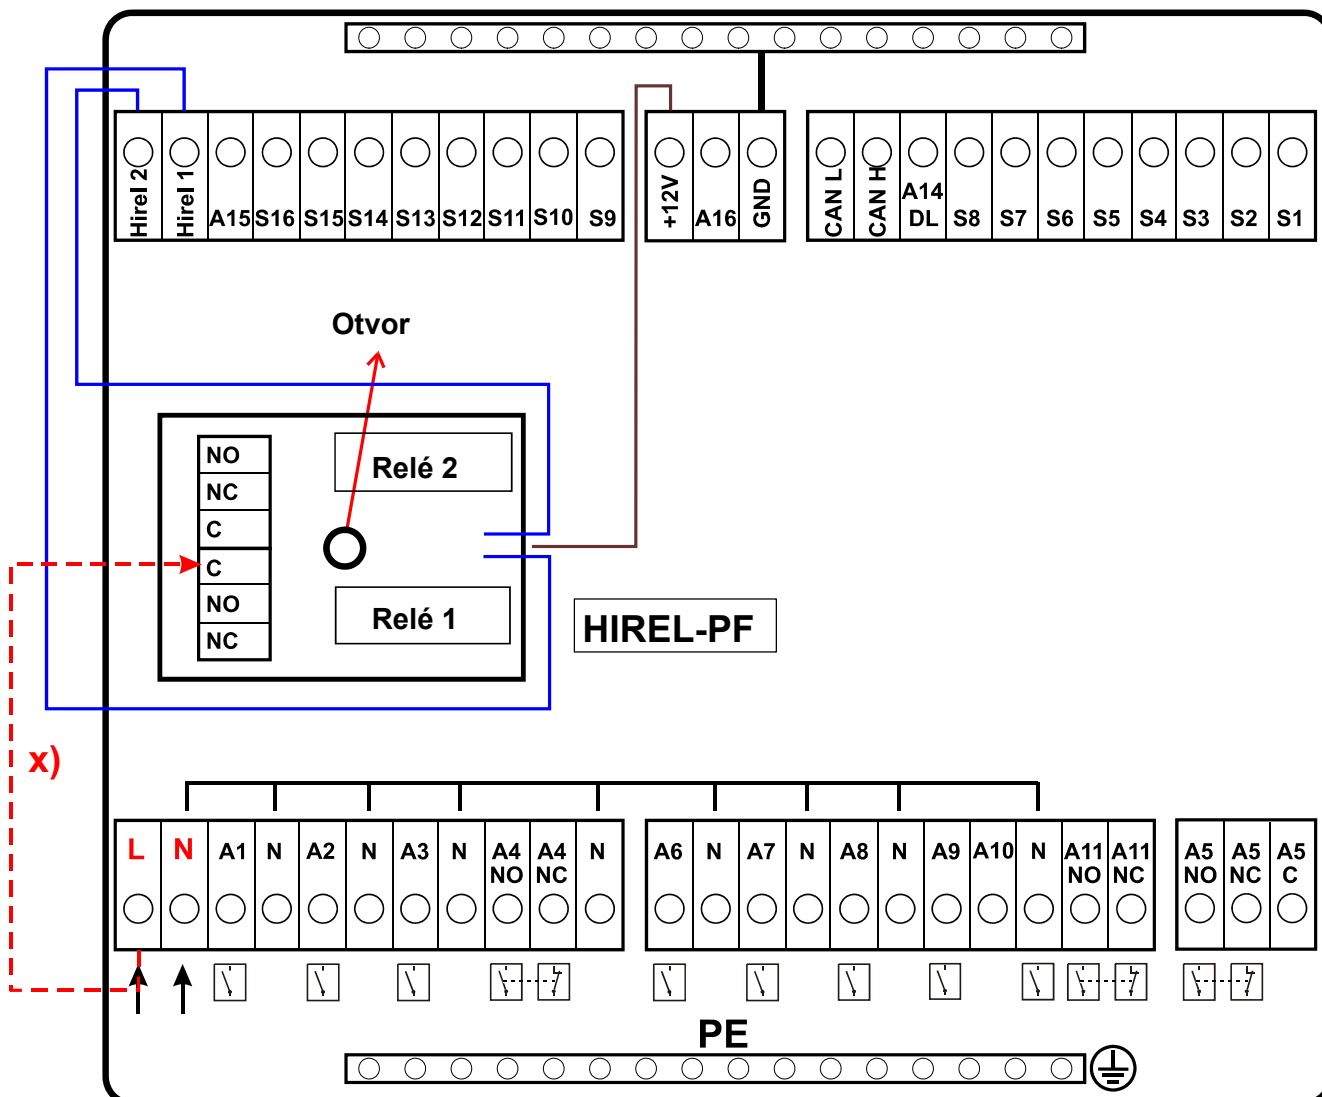 Hirel 2 Hirel 1 A15 S16 S15 S14 S13 S12 S11 S10 S9
+12V A16 GND
CAN L CAN H A14 DL S8 S7 S6 S5 S4 S3 S2 S1
Otvor
NO
NC
C
C
NO
NC
Relé 2
Relé 1
HIREL-PF
x)
L N A1 N A2 N A3 N A4 NO A4 NC N
A6 N A7 N A8 N A9 A10 N A11 NO A11 NC
A5 NO A5 NC A5 C
PE